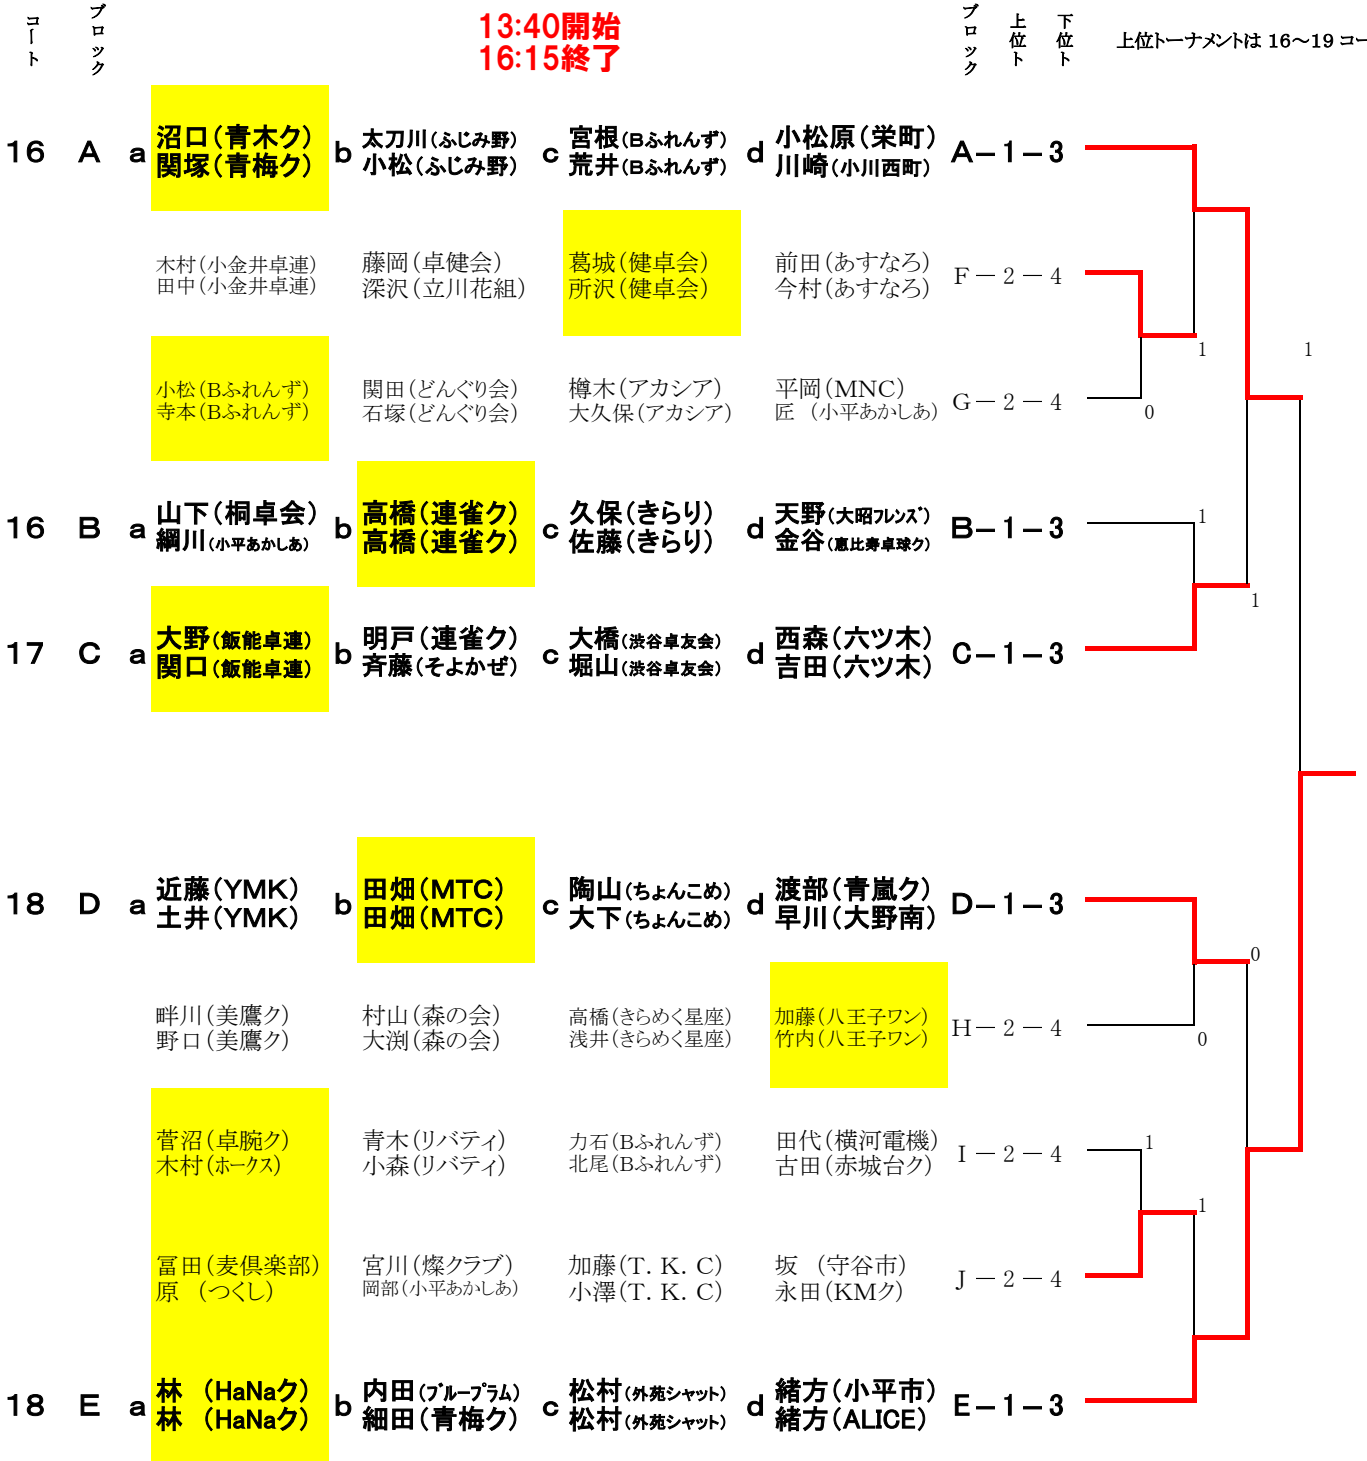 コート
ブロック
13:40開始
16:15終了
ブロック
上位ト
下位ト
上位トーナメントは 16～19 コー
16 A a 沼口(青木ク) b 太刀川(ふじみ野) c 宮根(Bふれんず) d 小松原(栄町) A－1－3
関塚(青梅ク) 小松(ふじみ野) 荒井(Bふれんず) 川崎(小川西町)
木村(小金井卓連) 藤岡(卓健会) 葛城(健卓会) 前田(あすなろ) F－2－4
田中(小金井卓連) 深沢(立川花組) 所沢(健卓会) 今村(あすなろ)
1 1
小松(Bふれんず) 関田(どんぐり会) 樽木(アカシア) 平岡(MNC) G－2－4
寺本(Bふれんず) 石塚(どんぐり会) 大久保(アカシア) 匠 (小平あかしあ) 0
16 B a 山下(桐卓会) b 高橋(連雀ク) c 久保(きらり) d 天野(大昭フレンズ) B－1－3 1
綱川(小平あかしあ) 高橋(連雀ク) 佐藤(きらり) 金谷(恵比寿卓球ク)
1
17 C a 大野(飯能卓連) b 明戸(連雀ク) c 大橋(渋谷卓友会) d 西森(六ツ木) C－1－3
関口(飯能卓連) 斉藤(そよかぜ) 堀山(渋谷卓友会) 吉田(六ツ木)
18 D a 近藤(YMK) b 田畑(MTC) c 陶山(ちょんこめ) d 渡部(青嵐ク) D－1－3
土井(YMK) 田畑(MTC) 大下(ちょんこめ) 早川(大野南)
0
畔川(美鷹ク) 村山(森の会) 高橋(きらめく星座) 加藤(八王子ワン) H－2－4
野口(美鷹ク) 大渕(森の会) 浅井(きらめく星座) 竹内(八王子ワン) 0
菅沼(卓腕ク) 青木(リバティ) 力石(Bふれんず) 田代(横河電機) I－2－4 1
木村(ホークス) 小森(リバティ) 北尾(Bふれんず) 古田(赤城台ク)
1
冨田(麦倶楽部) 宮川(燦クラブ) 加藤(T.K.C) 坂 (守谷市) J－2－4
原 (つくし) 岡部(小平あかしあ) 小澤(T.K.C) 永田(KMク)
18 E a 林 (HaNaク) b 内田(ブループラム) c 松村(外苑シャット) d 緒方(小平市) E－1－3
林 (HaNaク) 細田(青梅ク) 松村(外苑シャット) 緒方(ALICE)